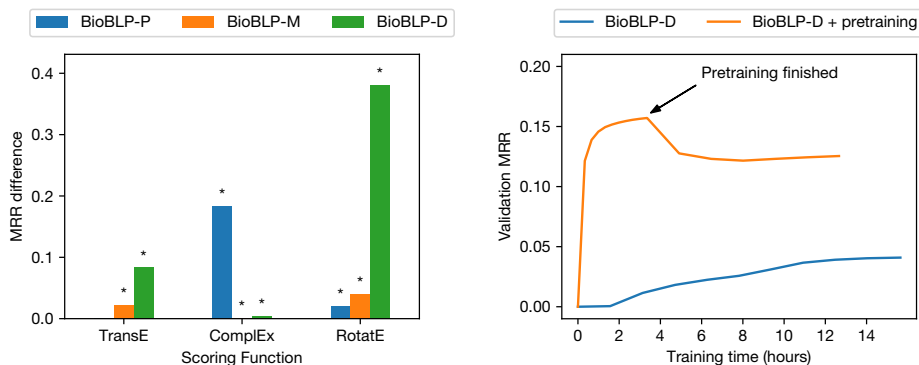 BioBLP-P BioBLP-M BioBLP-D
0.4
0.3
0.2
0.1
0.0
MRR difference
* * * * * * * *
TransE ComplEx RotatE
Scoring Function
BioBLP-D BioBLP-D + pretraining
0.20
0.15
0.10
0.05
0.00
Validation MRR
Pretraining finished
0 2 4 6 8 10 12 14
Training time (hours)